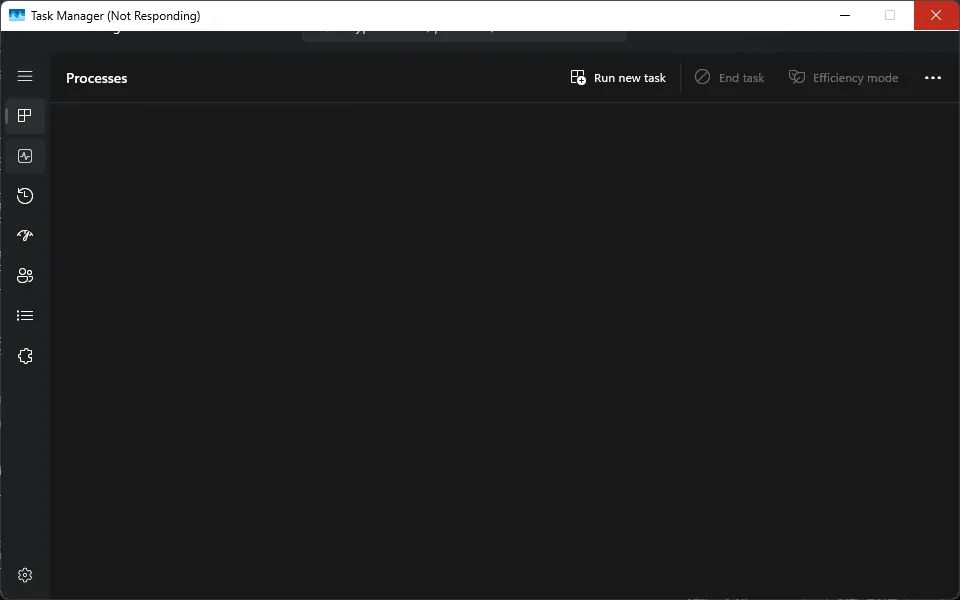 Task Manager (Not Responding)
Processes
Run new task
End task
Efficiency mode